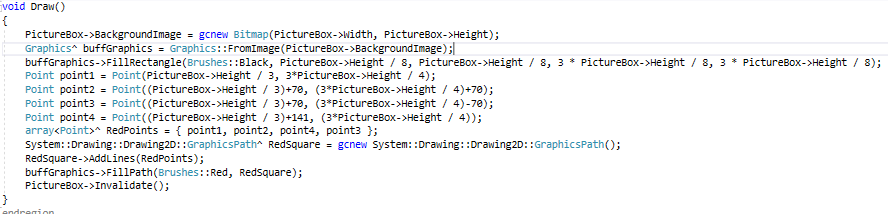 void Draw()
{
PictureBox->BackgroundImage = gcnew Bitmap(PictureBox->Width, PictureBox->Height);
Graphics^ buffGraphics = Graphics::FromImage(PictureBox->BackgroundImage);
buffGraphics->FillRectangle(Brushes::Black, PictureBox->Height / 8, PictureBox->Height / 8, 3 * PictureBox->Height / 8, 3 * PictureBox->Height / 8);
Point point1 = Point(PictureBox->Height / 3, 3*PictureBox->Height / 4);
Point point2 = Point((PictureBox->Height / 3)+70, (3*PictureBox->Height / 4)+70);
Point point3 = Point((PictureBox->Height / 3)+70, (3*PictureBox->Height / 4)-70);
Point point4 = Point((PictureBox->Height / 3)+141, (3*PictureBox->Height / 4));
array<Point>^ RedPoints = { point1, point2, point4, point3 };
System::Drawing::Drawing2D::GraphicsPath^ RedSquare = gcnew System::Drawing::Drawing2D::GraphicsPath();
RedSquare->AddLines(RedPoints);
buffGraphics->FillPath(Brushes::Red, RedSquare);
PictureBox->Invalidate();
}
endregion